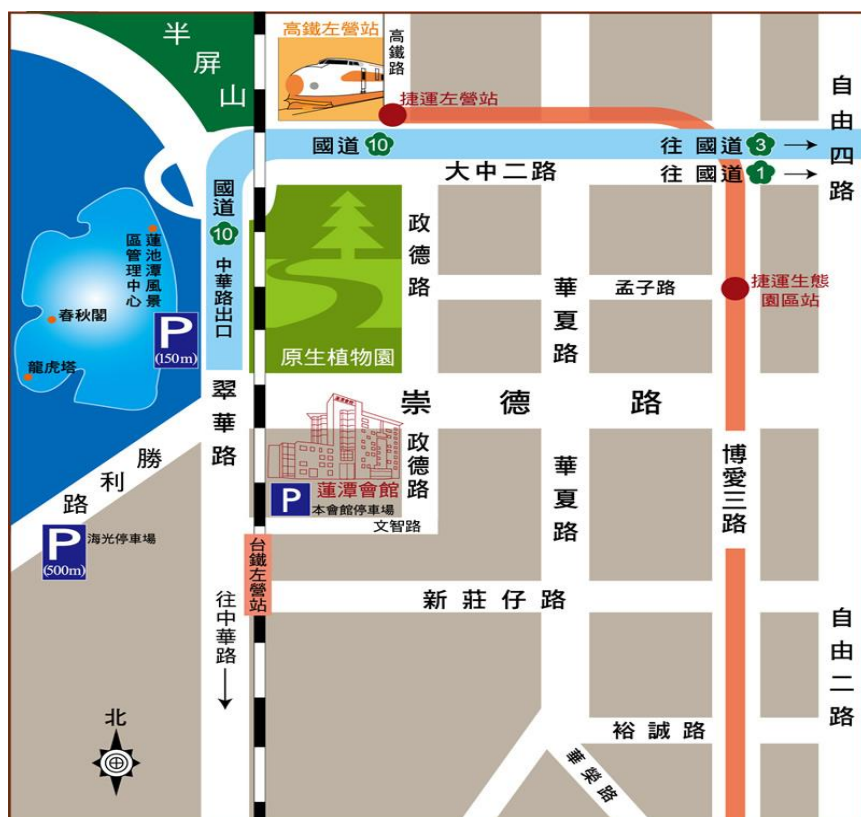 半屏山
高鐵左營站
高鐵路
捷運左營站
自由四路
國道 10
往 國道 3 →
大中二路
往 國道 1 →
國道 10 中華路出口
政德路
蓮池潭風景
區管理中心
華夏路
孟子路
捷運生態
園區站
春秋閣
P
(150m)
龍虎塔
原生植物園
翠華路
崇德路
勝利路
政德路
華夏路
博愛三路
蓮潭會館
P
本會館停車場
文智路
P
(500m)
海光停車場
台鐵左營站
新莊仔路
往中華路
自由二路
裕誠路
華榮路
北